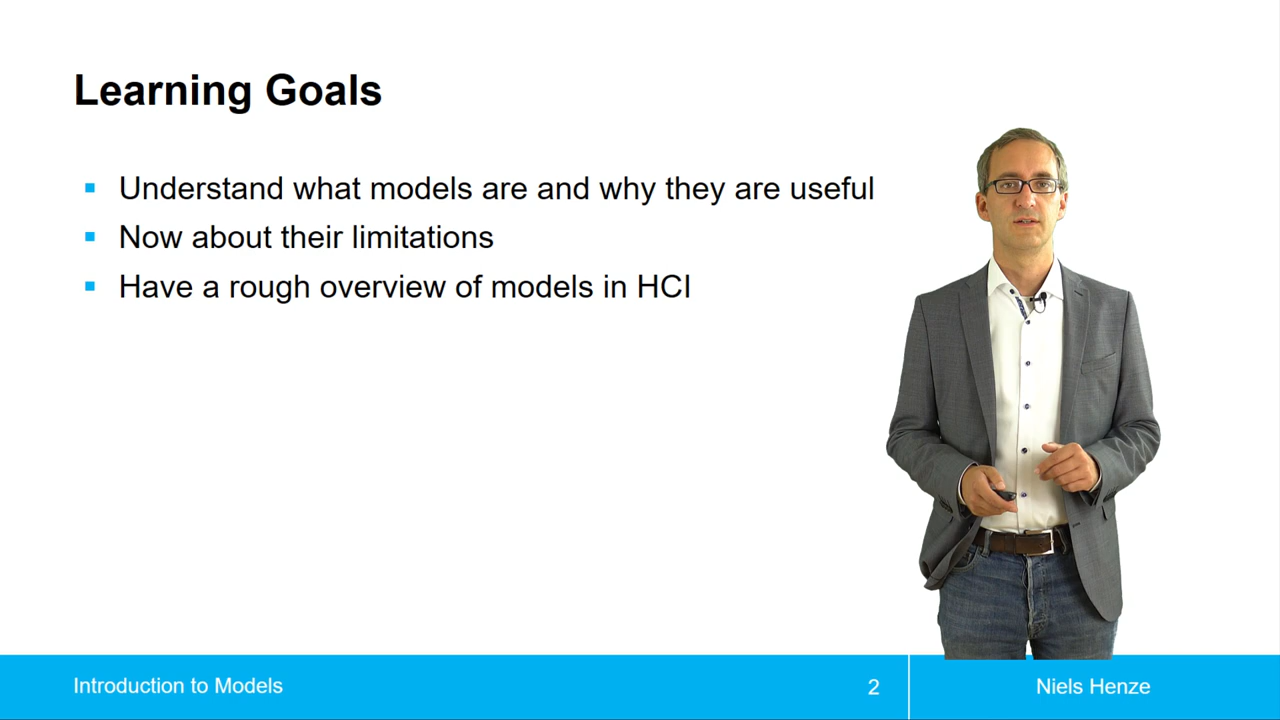 Learning Goals
Understand what models are and why they are useful
Now about their limitations
Have a rough overview of models in HCI
Introduction to Models
2
Niels Henze